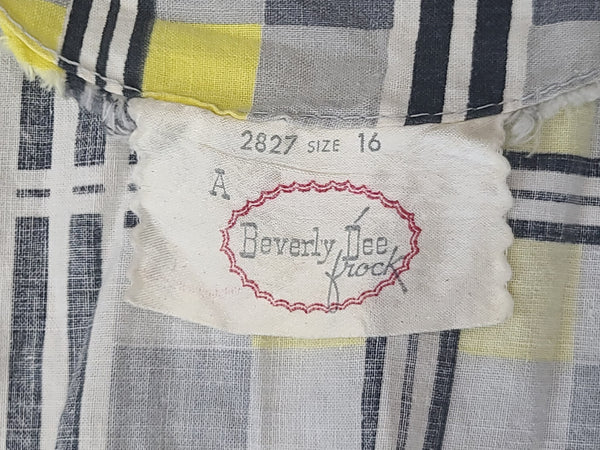 2827 SIZE 16
A
Beverly Dee
frock